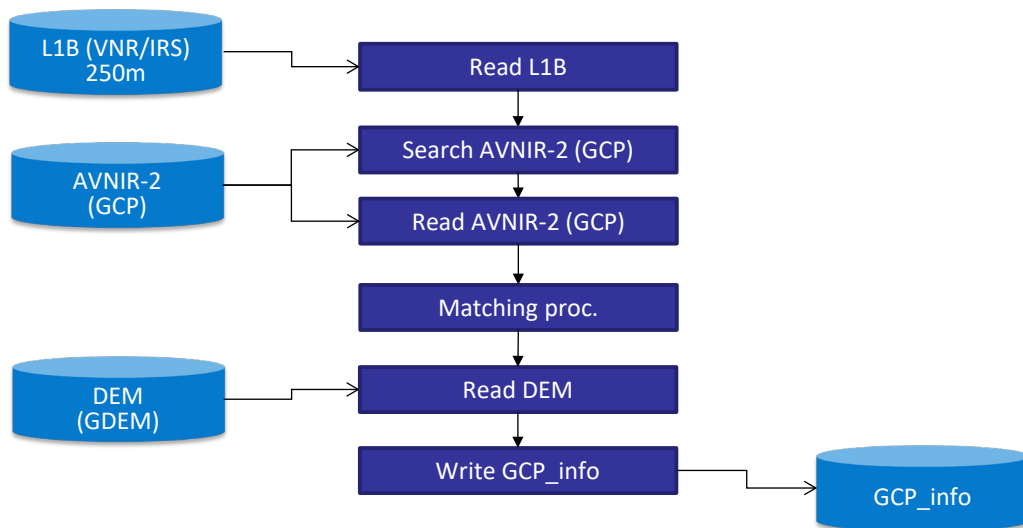 L1B (VNR/IRS)
250m
Read L1B
Search AVNIR-2 (GCP)
AVNIR-2
(GCP)
Read AVNIR-2 (GCP)
Matching proc.
DEM
(GDEM)
Read DEM
Write GCP_info
GCP_info